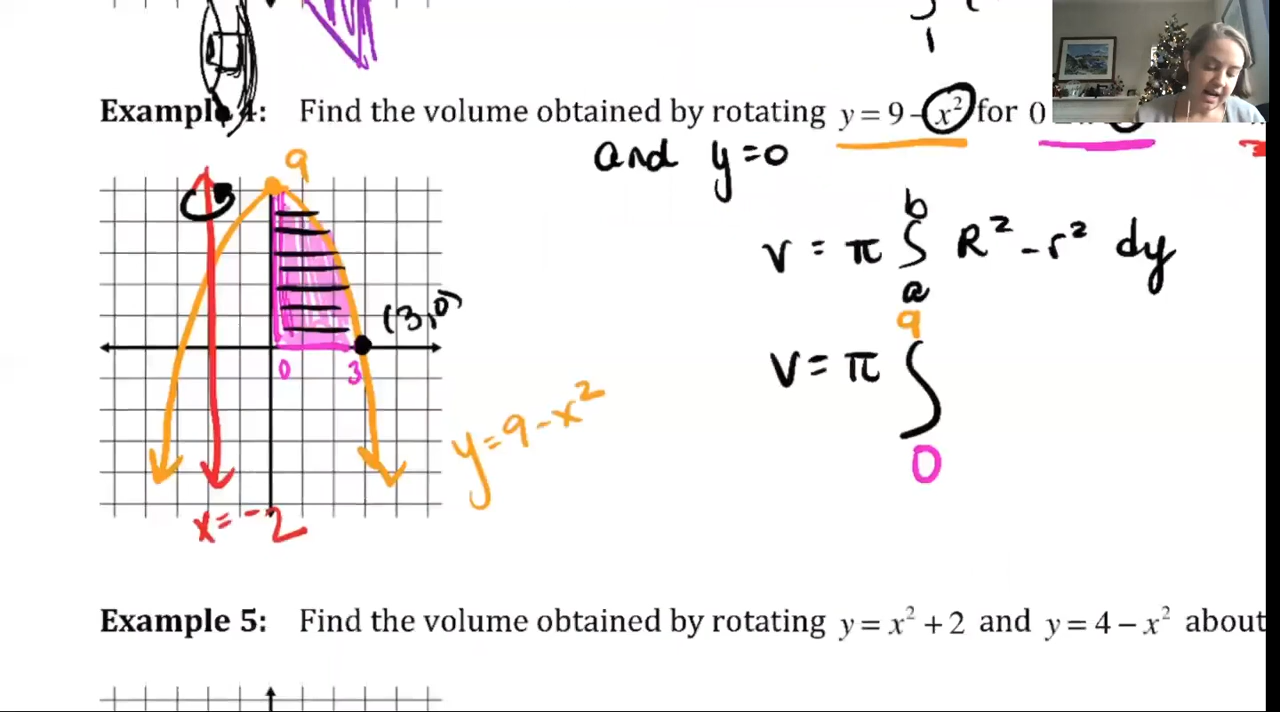 Example 4: Find the volume obtained by rotating y = 9 - x² for 0
and y=0
9
V = π ∫ₐᵇ R² - r² dy
(3,0)
0 3
V = π ∫₀⁹
y=9-x²
x=-2
Example 5: Find the volume obtained by rotating y = x² + 2 and y = 4 – x² about